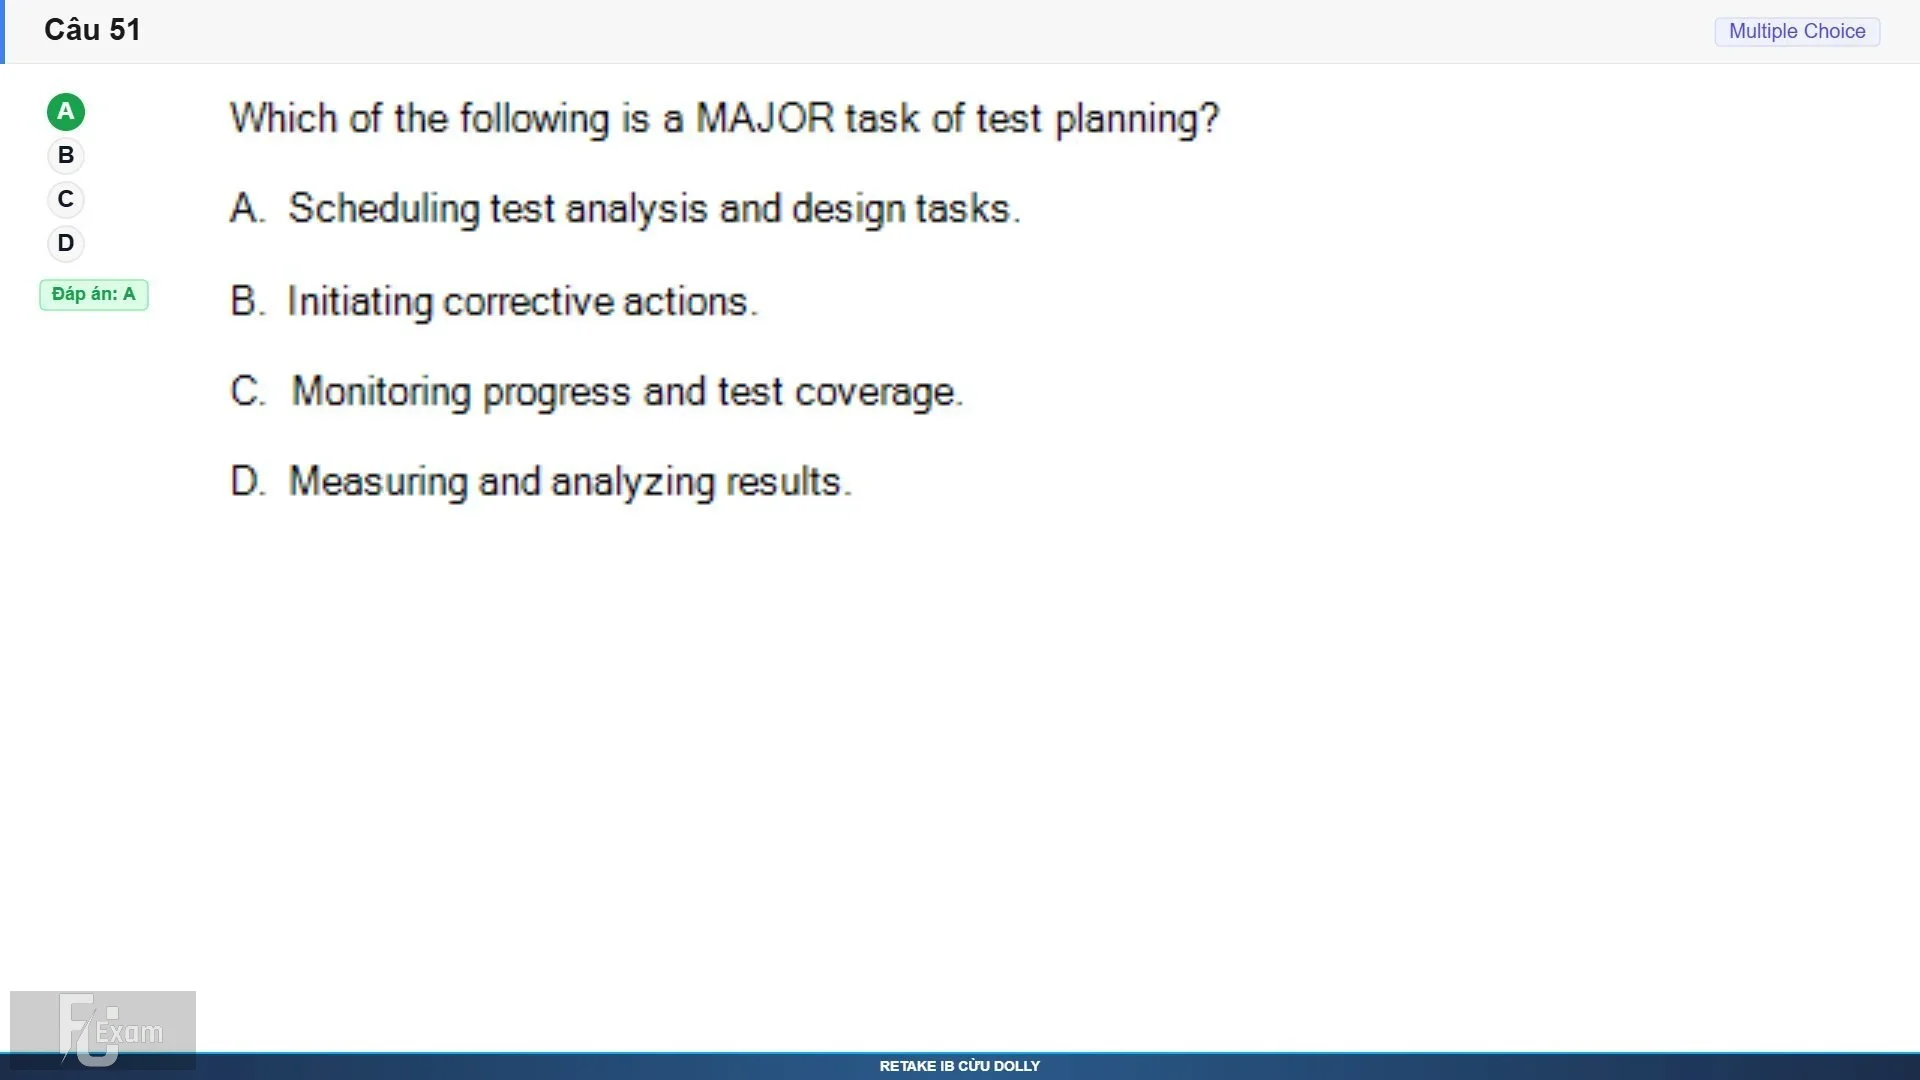 Câu 51
Multiple Choice
A
B
C
D
Đáp án: A
Which of the following is a MAJOR task of test planning?
A. Scheduling test analysis and design tasks.
B. Initiating corrective actions.
C. Monitoring progress and test coverage.
D. Measuring and analyzing results.
FU Exam
RETAKE IB CỪU DOLLY